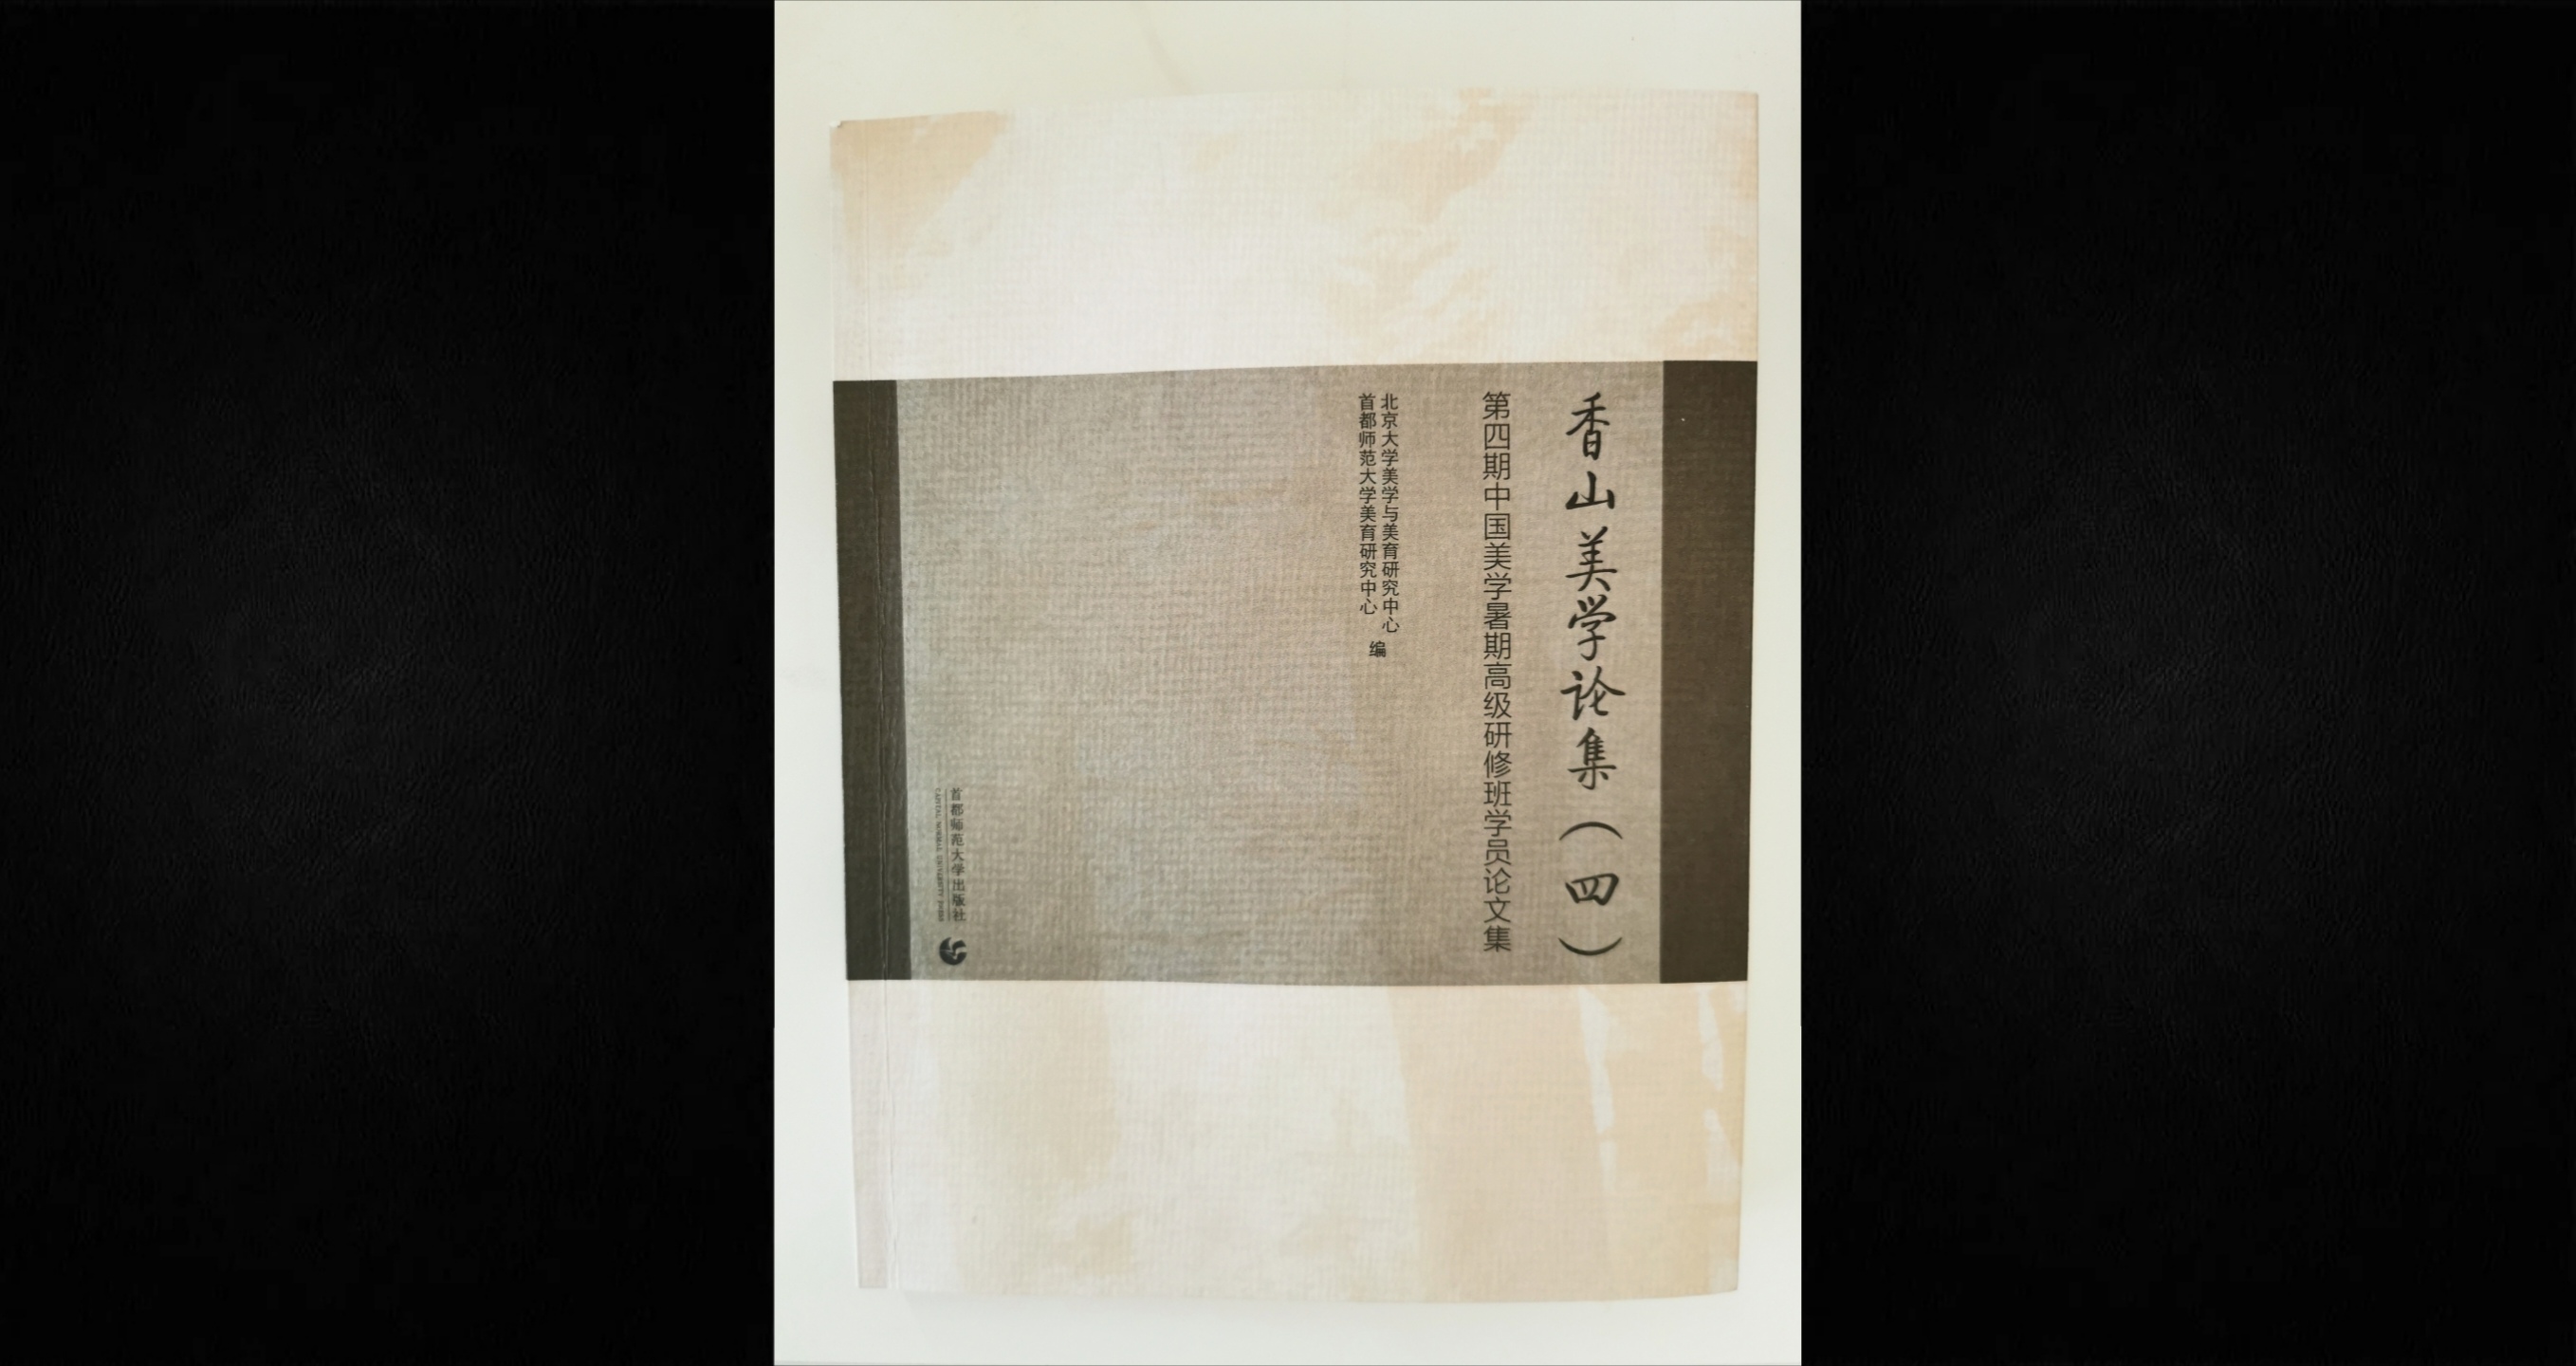 香山美学论集（四）
第四期中国美学暑期高级研修班学员论文集
北京大学美学与美育研究中心
首都师范大学美育研究中心
编
首都师范大学出版社
CAPITAL NORMAL UNIVERSITY PRESS